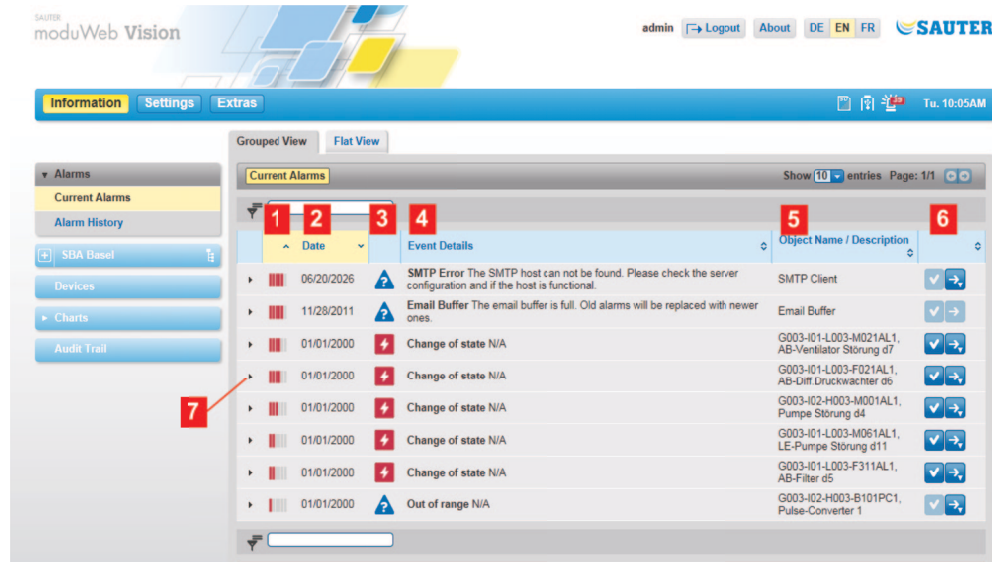 SAUTER
moduWeb Vision
admin Logout About DE EN FR SAUTER
Information Settings Extras Tu. 10:05AM
Grouped View Flat View
Alarms
Current Alarms
Alarm History
SBA Basel
Devices
Charts
Audit Trail
Current Alarms Show 10 entries Page: 1/1
1 2 3 4 5 6
Date Event Details Object Name / Description
06/20/2026 SMTP Error The SMTP host can not be found. Please check the server
configuration and if the host is functional. SMTP Client
11/28/2011 Email Buffer The email buffer is full. Old alarms will be replaced with newer
ones. Email Buffer
01/01/2000 Change of state N/A G003-I01-L003-M021AL1,
AB-Ventilator Störung d7
01/01/2000 Change of state N/A G003-I01-L003-F021AL1,
AB-Diff.Druckwächter d6
01/01/2000 Change of state N/A G003-I02-H003-M001AL1,
Pumpe Störung d4
01/01/2000 Change of state N/A G003-I01-L003-M061AL1,
LE-Pumpe Störung d11
01/01/2000 Change of state N/A G003-I01-L003-F311AL1,
AB-Filter d5
01/01/2000 Out of range N/A G003-I02-H003-B101PC1,
Pulse-Converter 1
7